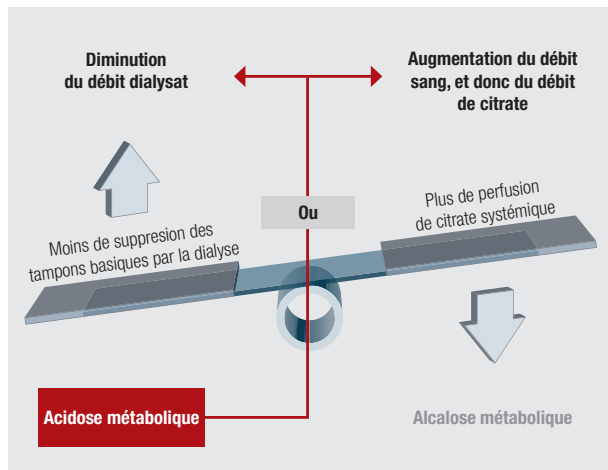 Diminution
du débit dialysat
Augmentation du débit
sang, et donc du débit
de citrate
Ou
Moins de suppresion des
tampons basiques par la dialyse
Plus de perfusion
de citrate systémique
Acidose métabolique
Alcalose métabolique